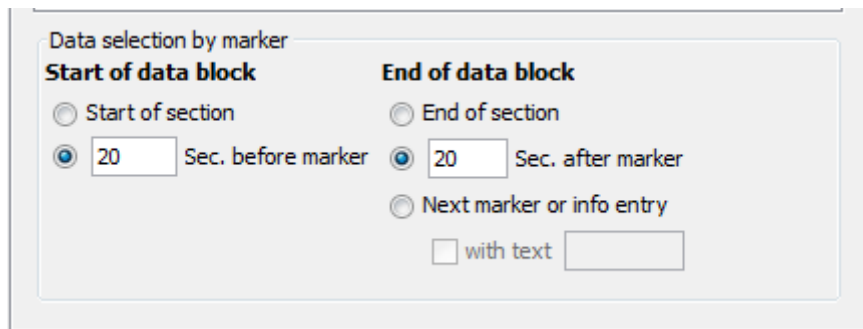 Data selection by marker
Start of data block
Start of section
20 Sec. before marker
End of data block
End of section
20 Sec. after marker
Next marker or info entry
with text